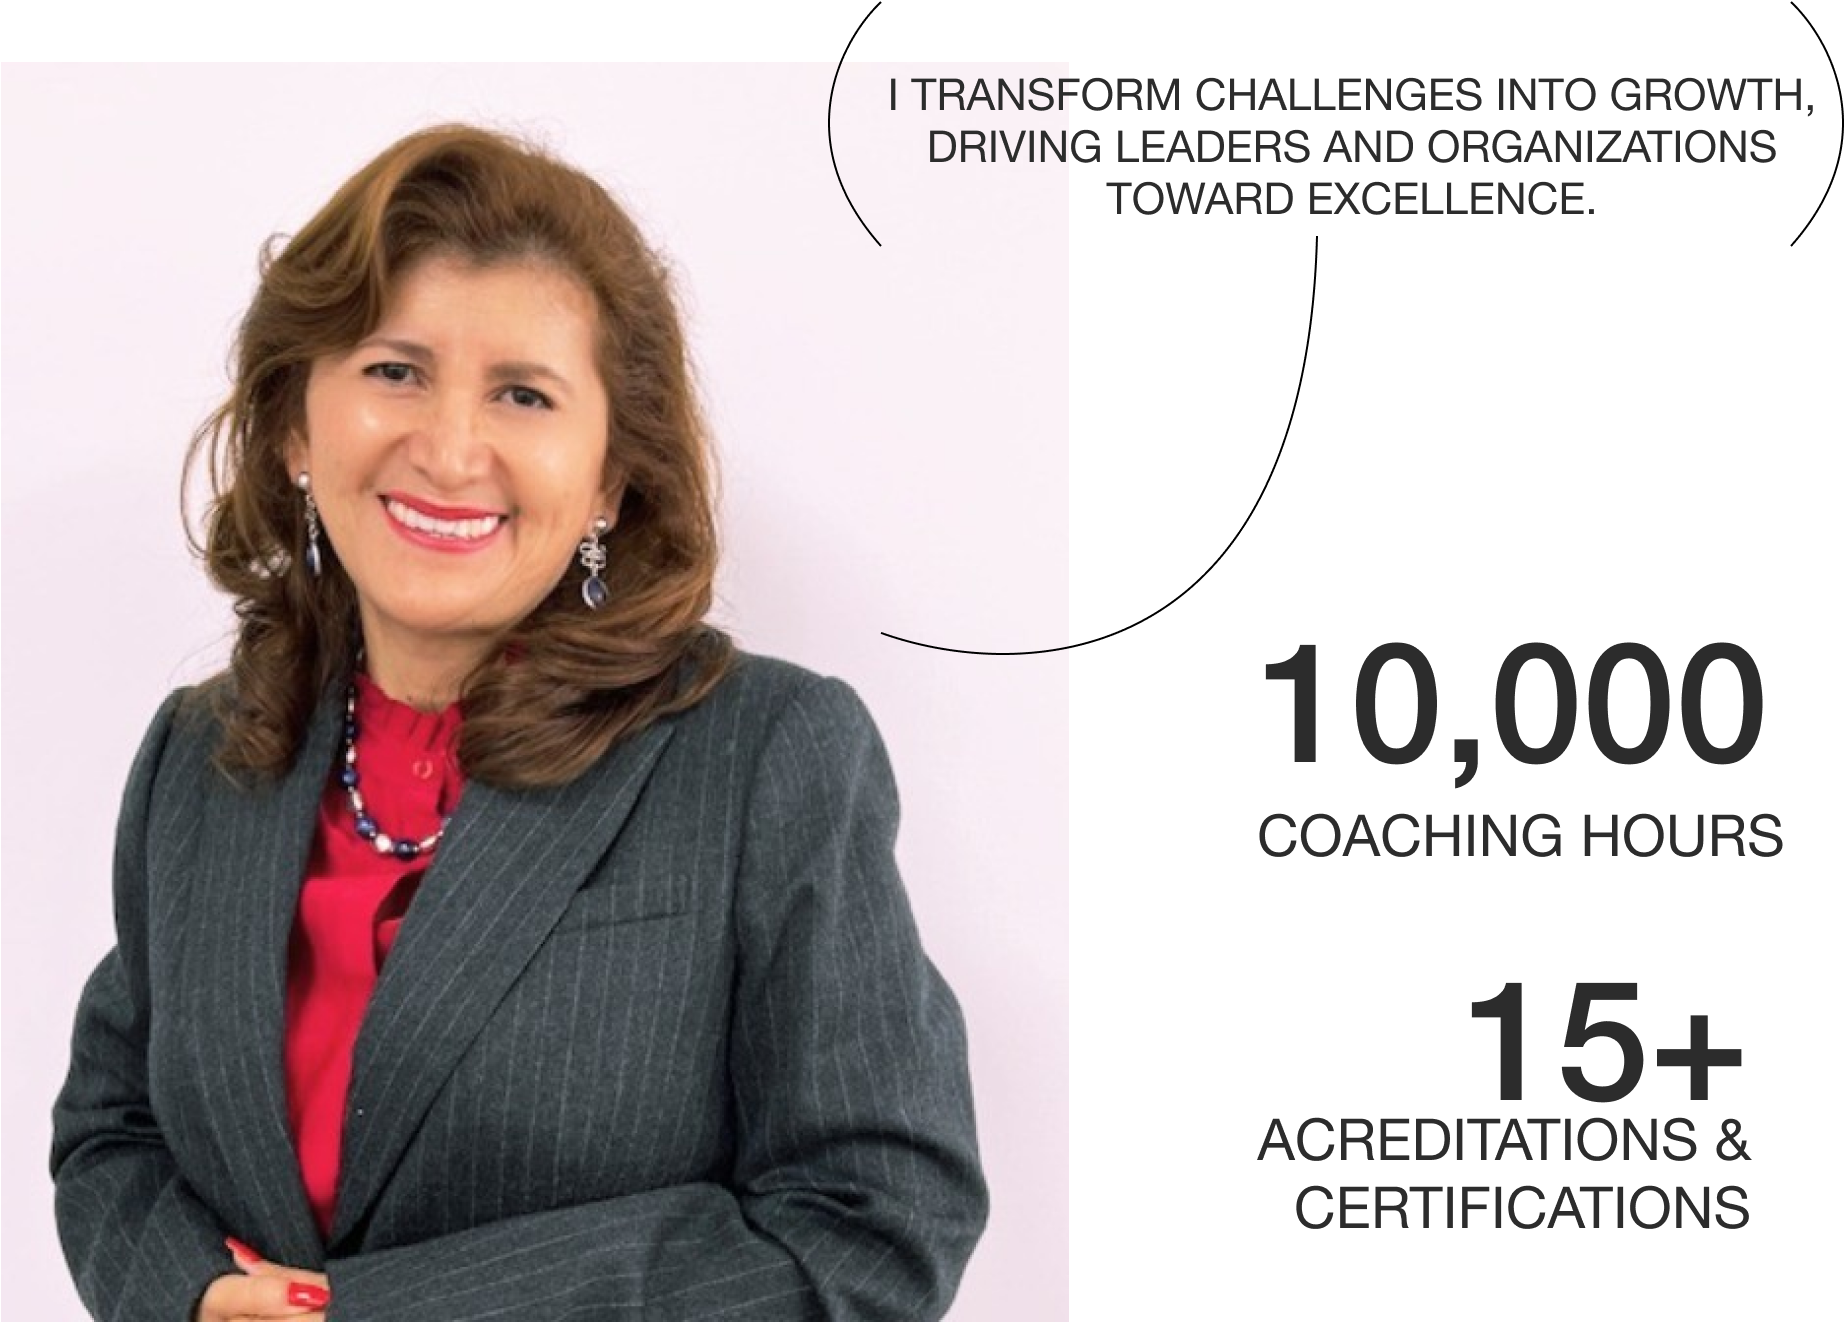 I TRANSFORM CHALLENGES INTO GROWTH,
DRIVING LEADERS AND ORGANIZATIONS
TOWARD EXCELLENCE.
10,000
COACHING HOURS
15+
ACREDITATIONS &
CERTIFICATIONS